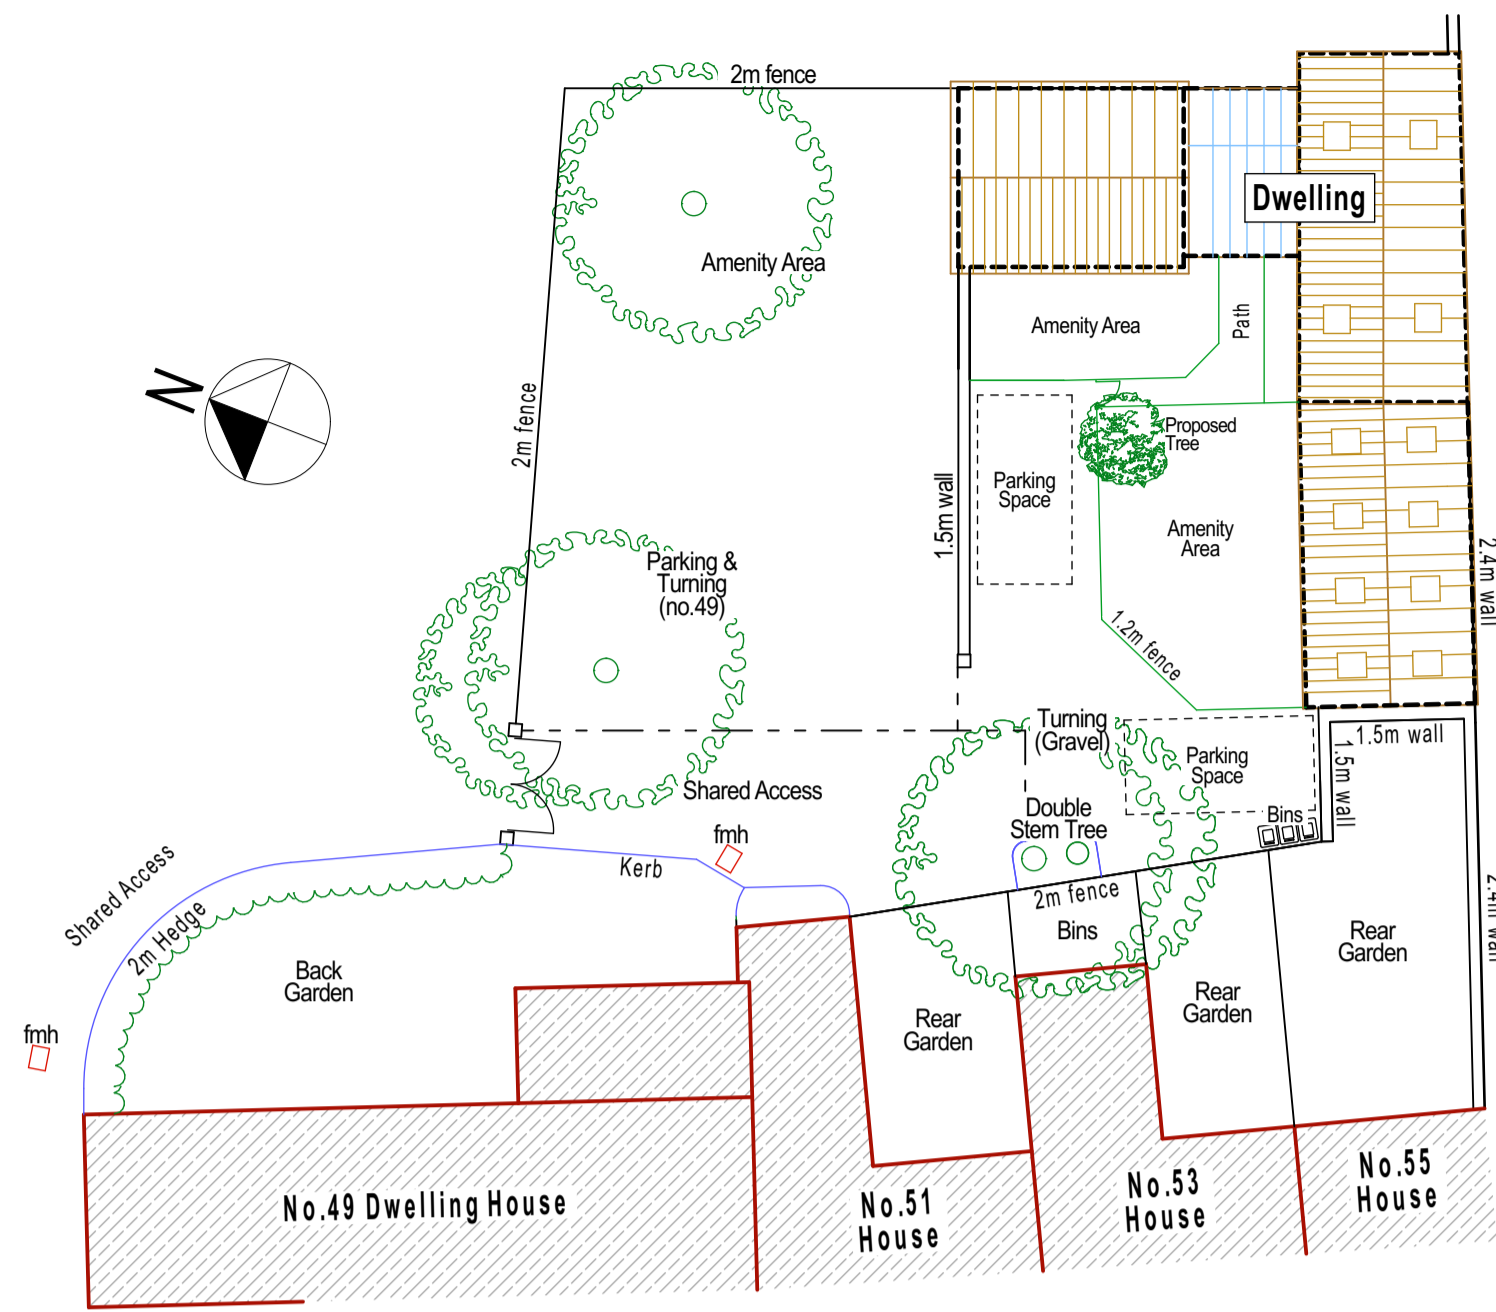 2m fence
Dwelling
Amenity Area
Amenity Area
Path
N
2m fence
Proposed
Tree
Parking
Space
1.5m wall
Amenity
Area
2.4m wall
Parking &
Turning
(no.49)
1.2m fence
Turning
(Gravel)
1.5m wall
Parking
Space
1.5m wall
Shared Access
Double
Stem Tree
Bins
fmh
Kerb
Shared Access
2m Hedge
2m fence
Bins
2.4m wall
Rear
Garden
Back
Garden
Rear
Garden
Rear
Garden
fmh
No.49 Dwelling House
No.51
House
No.53
House
No.55
House